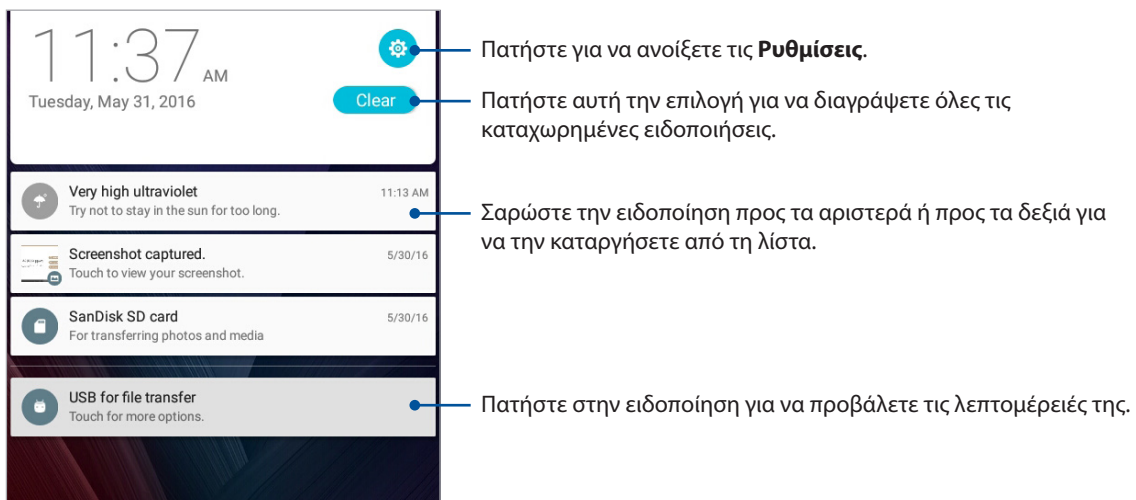 11:37 AM
Tuesday, May 31, 2016
Clear
Πατήστε για να ανοίξετε τις Ρυθμίσεις.
Πατήστε αυτή την επιλογή για να διαγράψετε όλες τις
καταχωρημένες ειδοποιήσεις.
Very high ultraviolet 11:13 AM
Try not to stay in the sun for too long.
Σαρώστε την ειδοποίηση προς τα αριστερά ή προς τα δεξιά για
να την καταργήσετε από τη λίστα.
Screenshot captured. 5/30/16
Touch to view your screenshot.
SanDisk SD card 5/30/16
For transferring photos and media
USB for file transfer
Touch for more options.
Πατήστε στην ειδοποίηση για να προβάλετε τις λεπτομέρειές της.